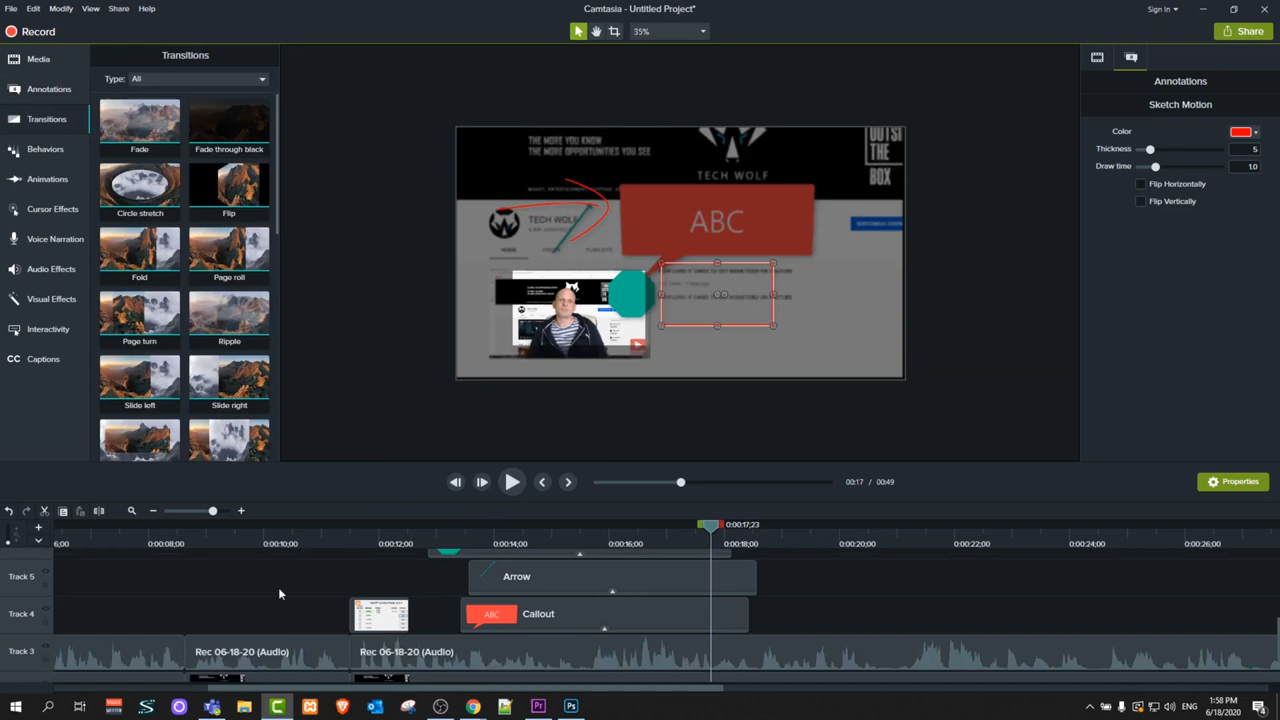 File Edit Modify View Share Help
Camtasia - Untitled Project*
Sign In
Record
35%
Share
Media
Annotations
Transitions
Behaviors
Animations
Cursor Effects
Voice Narration
Audio Effects
Visual Effects
Interactivity
CC Captions
Transitions
Type: All
Fade
Fade through black
Circle stretch
Flip
Fold
Page roll
Page turn
Ripple
Slide left
Slide right
THE MORE YOU KNOW
THE MORE OPPORTUNITIES YOU SEE
TECH WOLF
OUTSI
THE
BOX
TECH WOLF
HOME
ABC
Annotations
Sketch Motion
Color
Thickness 5
Draw time 1.0
Flip Horizontally
Flip Vertically
00:17 / 00:49
Properties
0:00:17;23
6;00 0:00:08;00 0:00:10;00 0:00:12;00 0:00:14;00 0:00:16;00 0:00:18;00 0:00:20;00 0:00:22;00 0:00:24;00 0:00:26;00
Track 5
Arrow
Track 4
ABC
Callout
Track 3
Rec 06-18-20 (Audio)
Rec 06-18-20 (Audio)
ENG
1:58 PM
6/18/2020